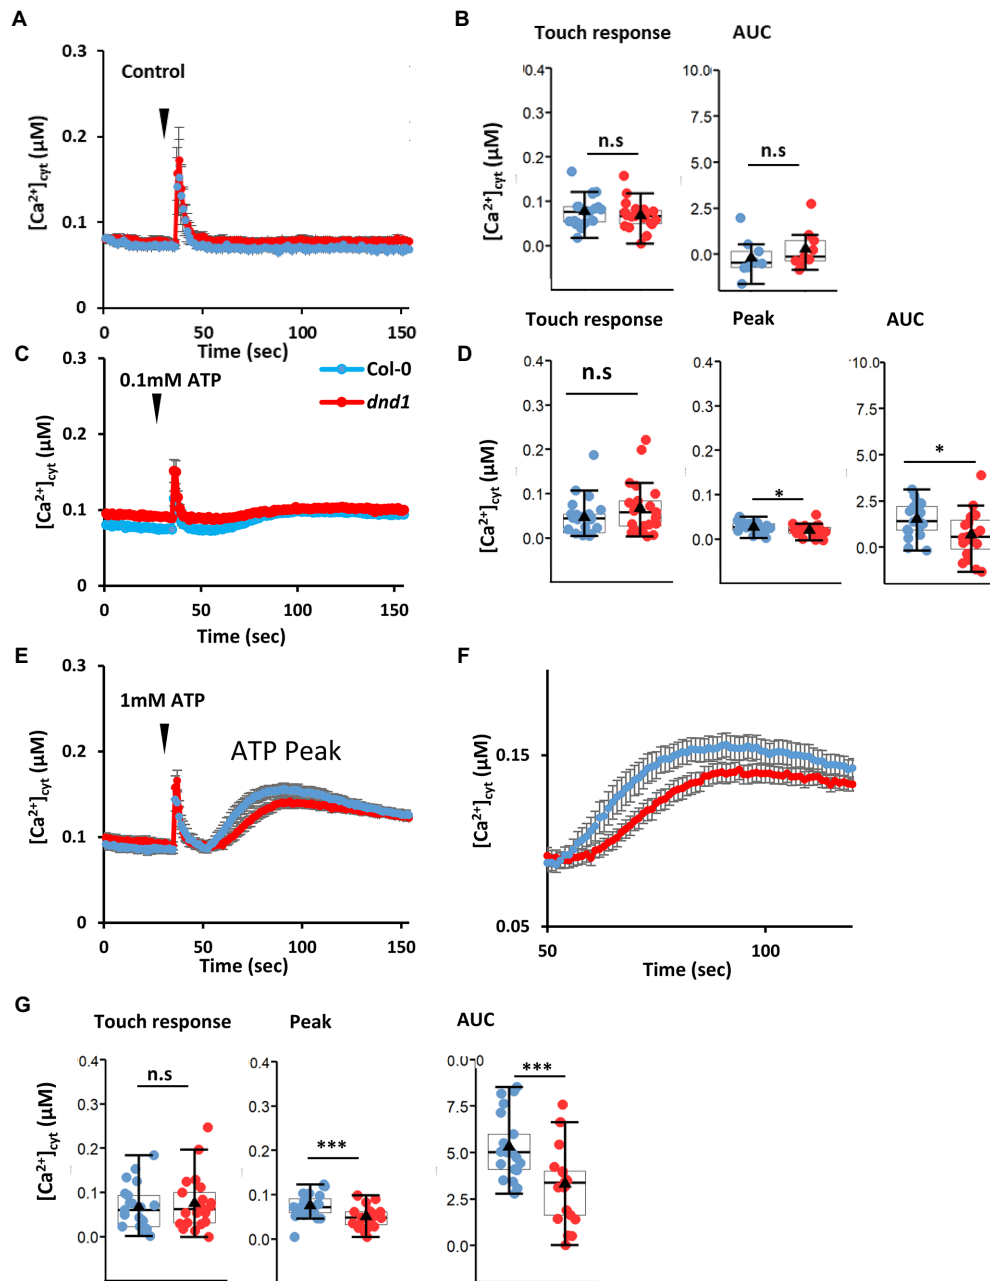 A
0.3
0.2
0.1
0
Control
[Ca²⁺]cyt (µM)
0 50 100 150
Time (sec)
B
Touch response AUC
0.4
0.3
0.2
0.1
0.0
[Ca²⁺]cyt (µM)
n.s
10.0
5.0
2.5
0.0
n.s
C
0.3
0.2
0.1
0
0.1mM ATP
Col-0
dnd1
[Ca²⁺]cyt (µM)
0 50 100 150
Time (sec)
D
Touch response Peak AUC
0.4
0.3
0.2
0.1
0.0
[Ca²⁺]cyt (µM)
n.s
0.4
0.3
0.2
0.1
0.0
*
10.0
5.0
2.5
0.0
*
E
0.3
0.2
0.1
0
1mM ATP
ATP Peak
[Ca²⁺]cyt (µM)
0 50 100 150
Time (sec)
F
0.15
0.05
[Ca²⁺]cyt (µM)
50 100
Time (sec)
G
Touch response Peak AUC
0.4
0.3
0.2
0.1
0.0
[Ca²⁺]cyt (µM)
n.s
0.4
0.3
0.2
0.1
0.0
***
7.5
5.0
2.5
0.0
***